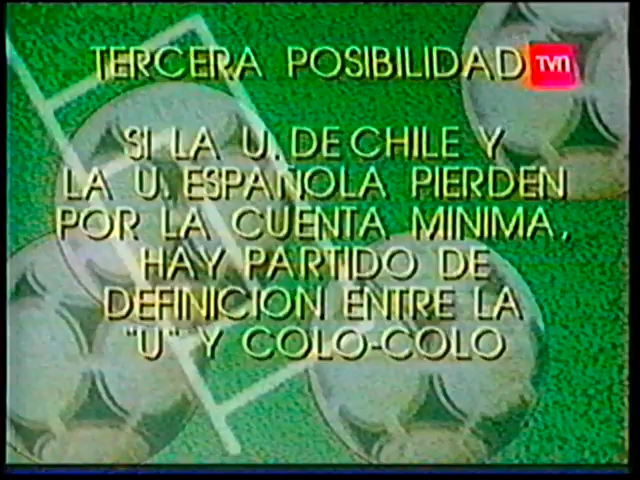 TERCERA POSIBILIDAD
TVN
SI LA U. DE CHILE Y
LA U. ESPAÑOLA PIERDEN
POR LA CUENTA MINIMA,
HAY PARTIDO DE
DEFINICION ENTRE LA
"U" Y COLO-COLO